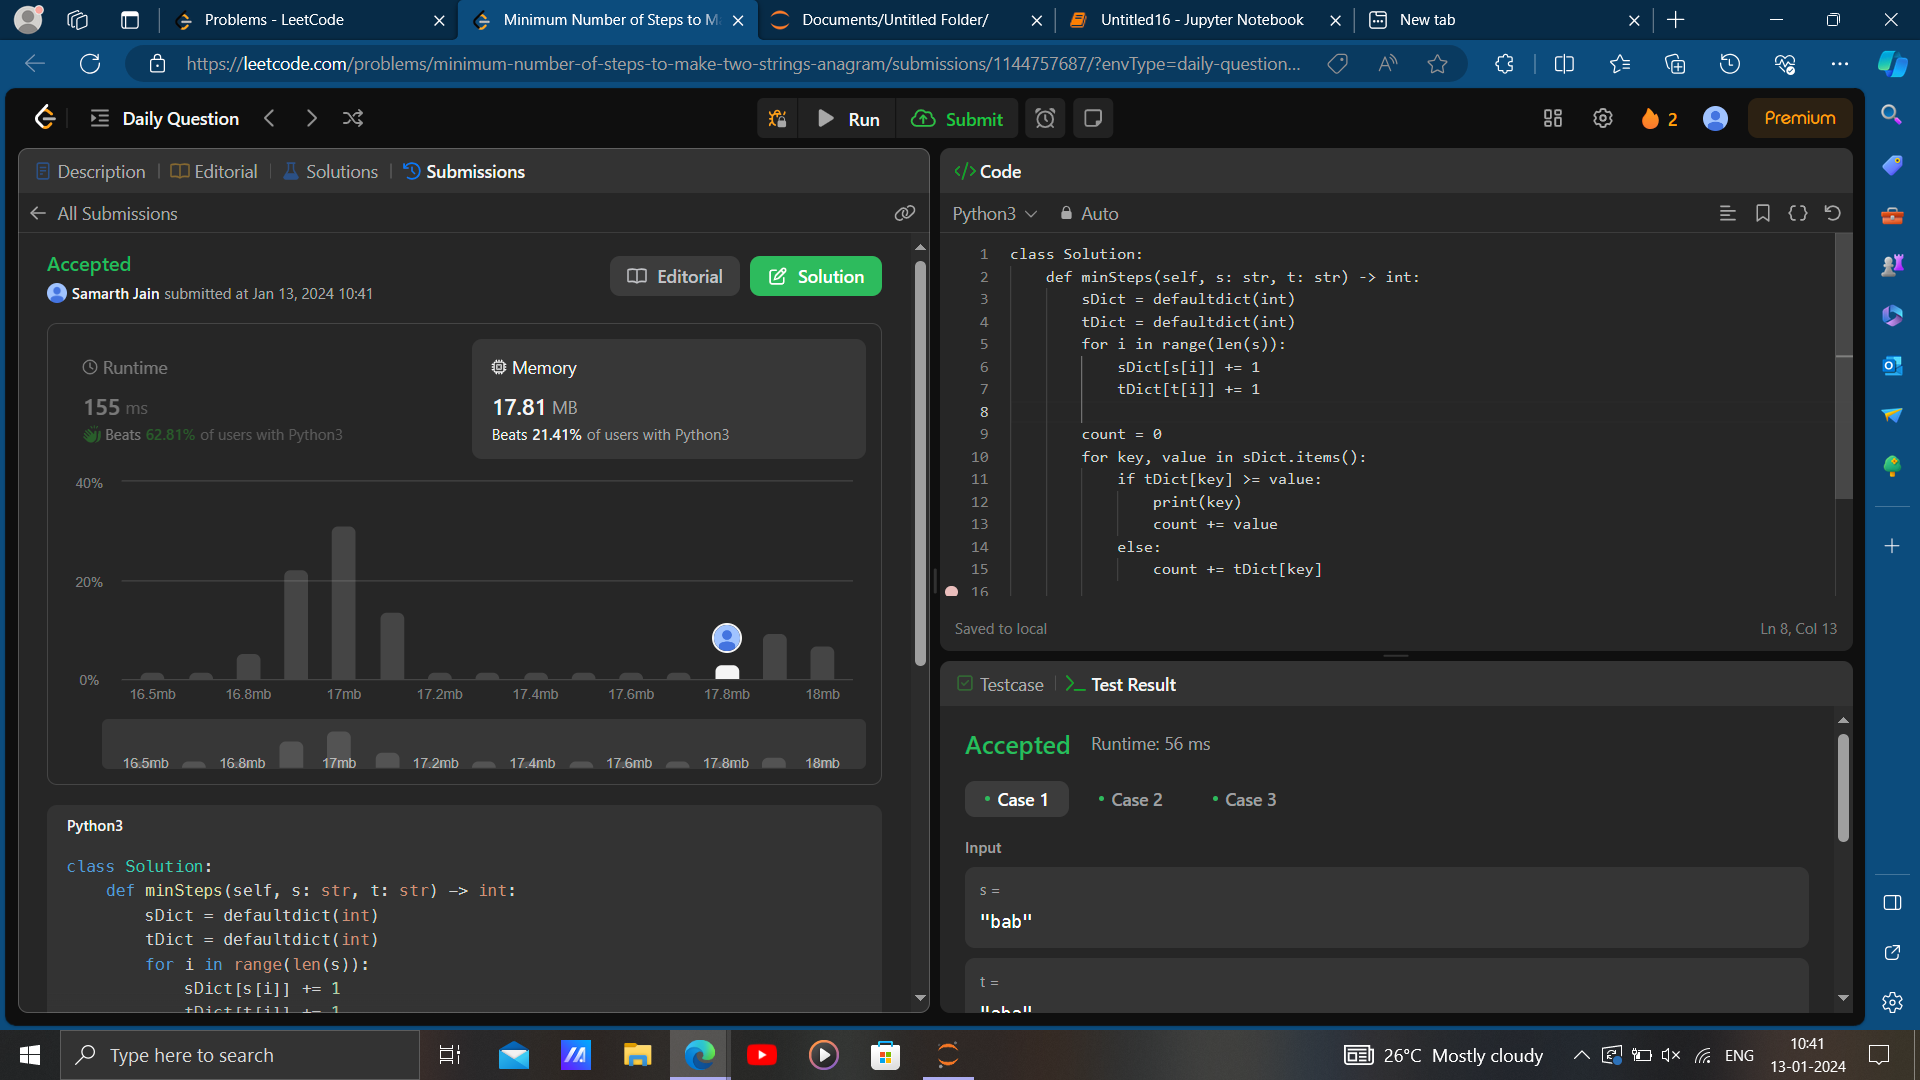 Problems - LeetCode
Minimum Number of Steps to M
Documents/Untitled Folder/
Untitled16 - Jupyter Notebook
New tab
https://leetcode.com/problems/minimum-number-of-steps-to-make-two-strings-anagram/submissions/1144757687/?envType=daily-question...
Daily Question
Run
Submit
2
Premium
Description
Editorial
Solutions
Submissions
All Submissions
Accepted
Samarth Jain submitted at Jan 13, 2024 10:41
Editorial
Solution
Runtime
155 ms
Beats 62.81% of users with Python3
Memory
17.81 MB
Beats 21.41% of users with Python3
40%
20%
0%
16.5mb 16.8mb 17mb 17.2mb 17.4mb 17.6mb 17.8mb 18mb
16.5mb 16.8mb 17mb 17.2mb 17.4mb 17.6mb 17.8mb 18mb
Python3
class Solution:
    def minSteps(self, s: str, t: str) -> int:
        sDict = defaultdict(int)
        tDict = defaultdict(int)
        for i in range(len(s)):
            sDict[s[i]] += 1
            tDict[t[i]] += 1
</> Code
Python3
Auto
1 class Solution:
2     def minSteps(self, s: str, t: str) -> int:
3         sDict = defaultdict(int)
4         tDict = defaultdict(int)
5         for i in range(len(s)):
6             sDict[s[i]] += 1
7             tDict[t[i]] += 1
8
9         count = 0
10         for key, value in sDict.items():
11             if tDict[key] >= value:
12                 print(key)
13                 count += value
14             else:
15                 count += tDict[key]
16
Saved to local
Ln 8, Col 13
Testcase
Test Result
Accepted
Runtime: 56 ms
Case 1
Case 2
Case 3
Input
s =
"bab"
t =
"aba"
Type here to search
26°C Mostly cloudy
ENG
10:41
13-01-2024